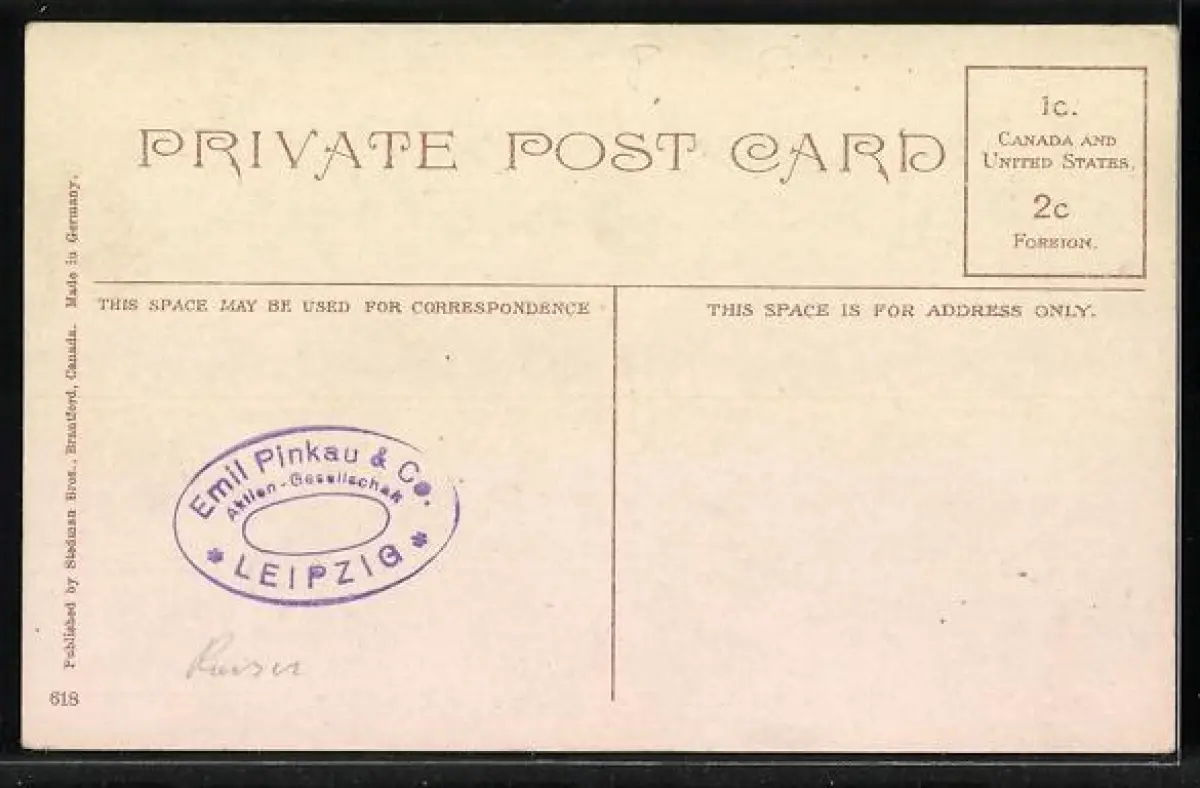 PRIVATE POST CARD
1c.
CANADA AND
UNITED STATES.
2c
FOREIGN.
THIS SPACE MAY BE USED FOR CORRESPONDENCE
THIS SPACE IS FOR ADDRESS ONLY.
Published by Stedman Bros., Brantford, Canada. Made in Germany.
Emil Pinkau & Co.
Aktien-Gesellschaft
LEIPZIG
618